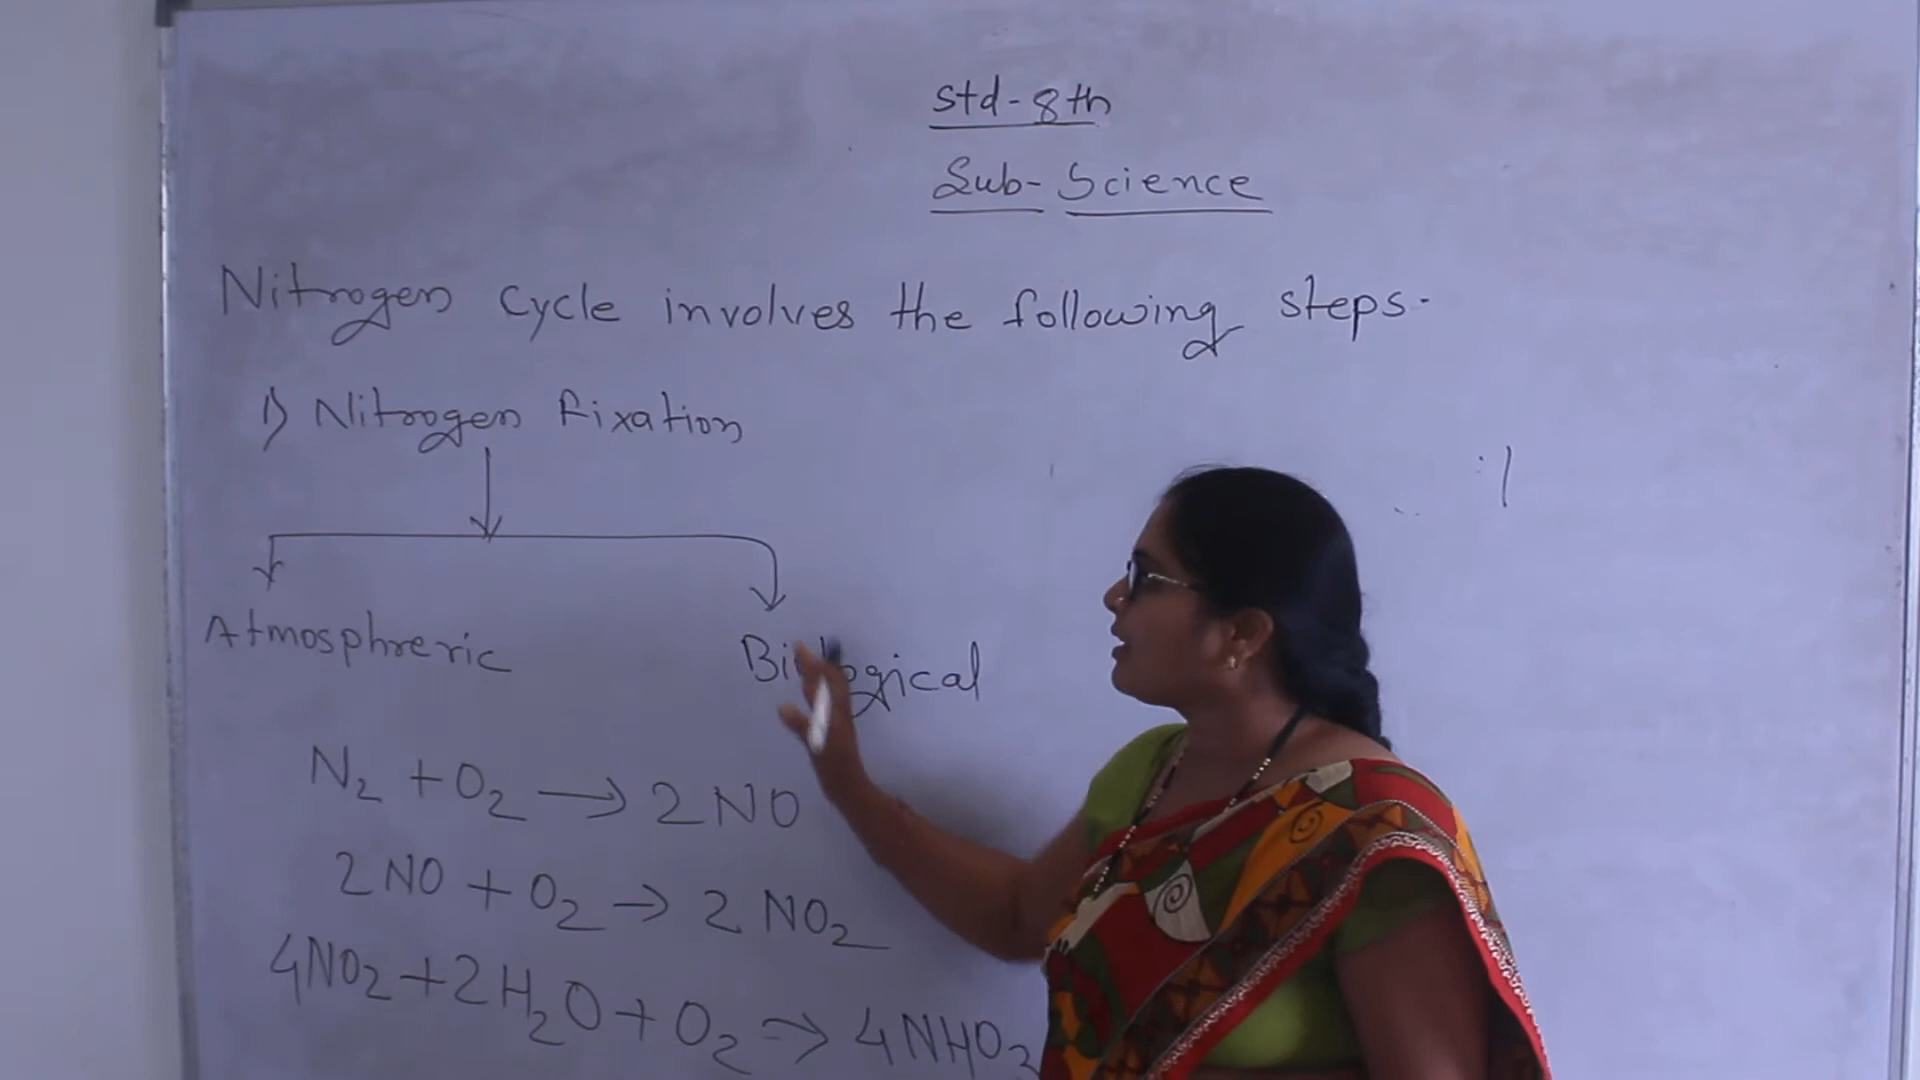 Std-8th
Sub- Science
Nitrogen cycle involves the following steps.
1) Nitrogen fixation
Atmosphreric
Biological
N₂ + O₂ → 2NO
2NO + O₂ → 2NO₂
4NO₂ + 2H₂O + O₂ → 4NHO₃